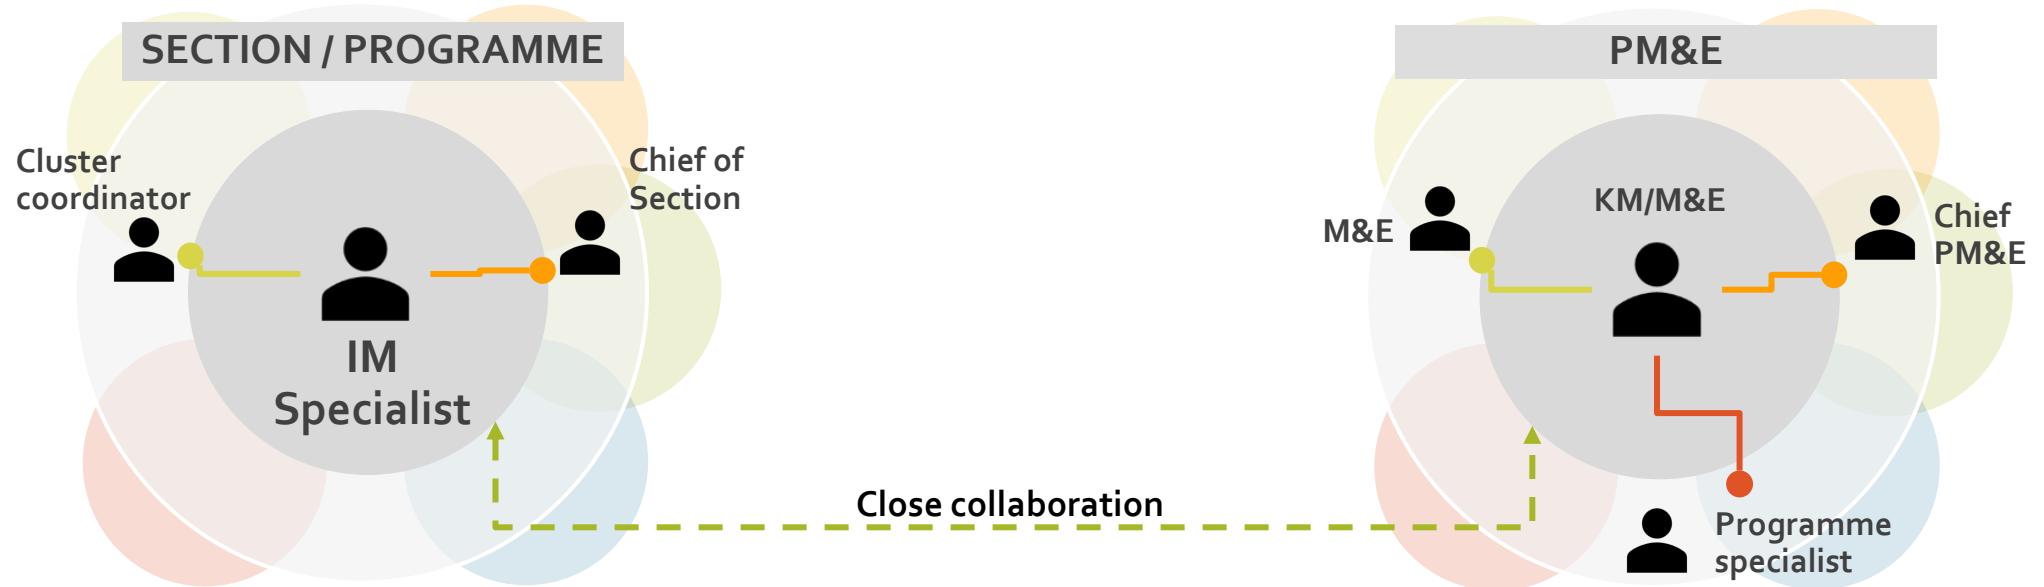 SECTION / PROGRAMME
Cluster
coordinator
Chief of
Section
IM
Specialist
Close collaboration
PM&E
M&E
KM/M&E
Chief
PM&E
Programme
specialist